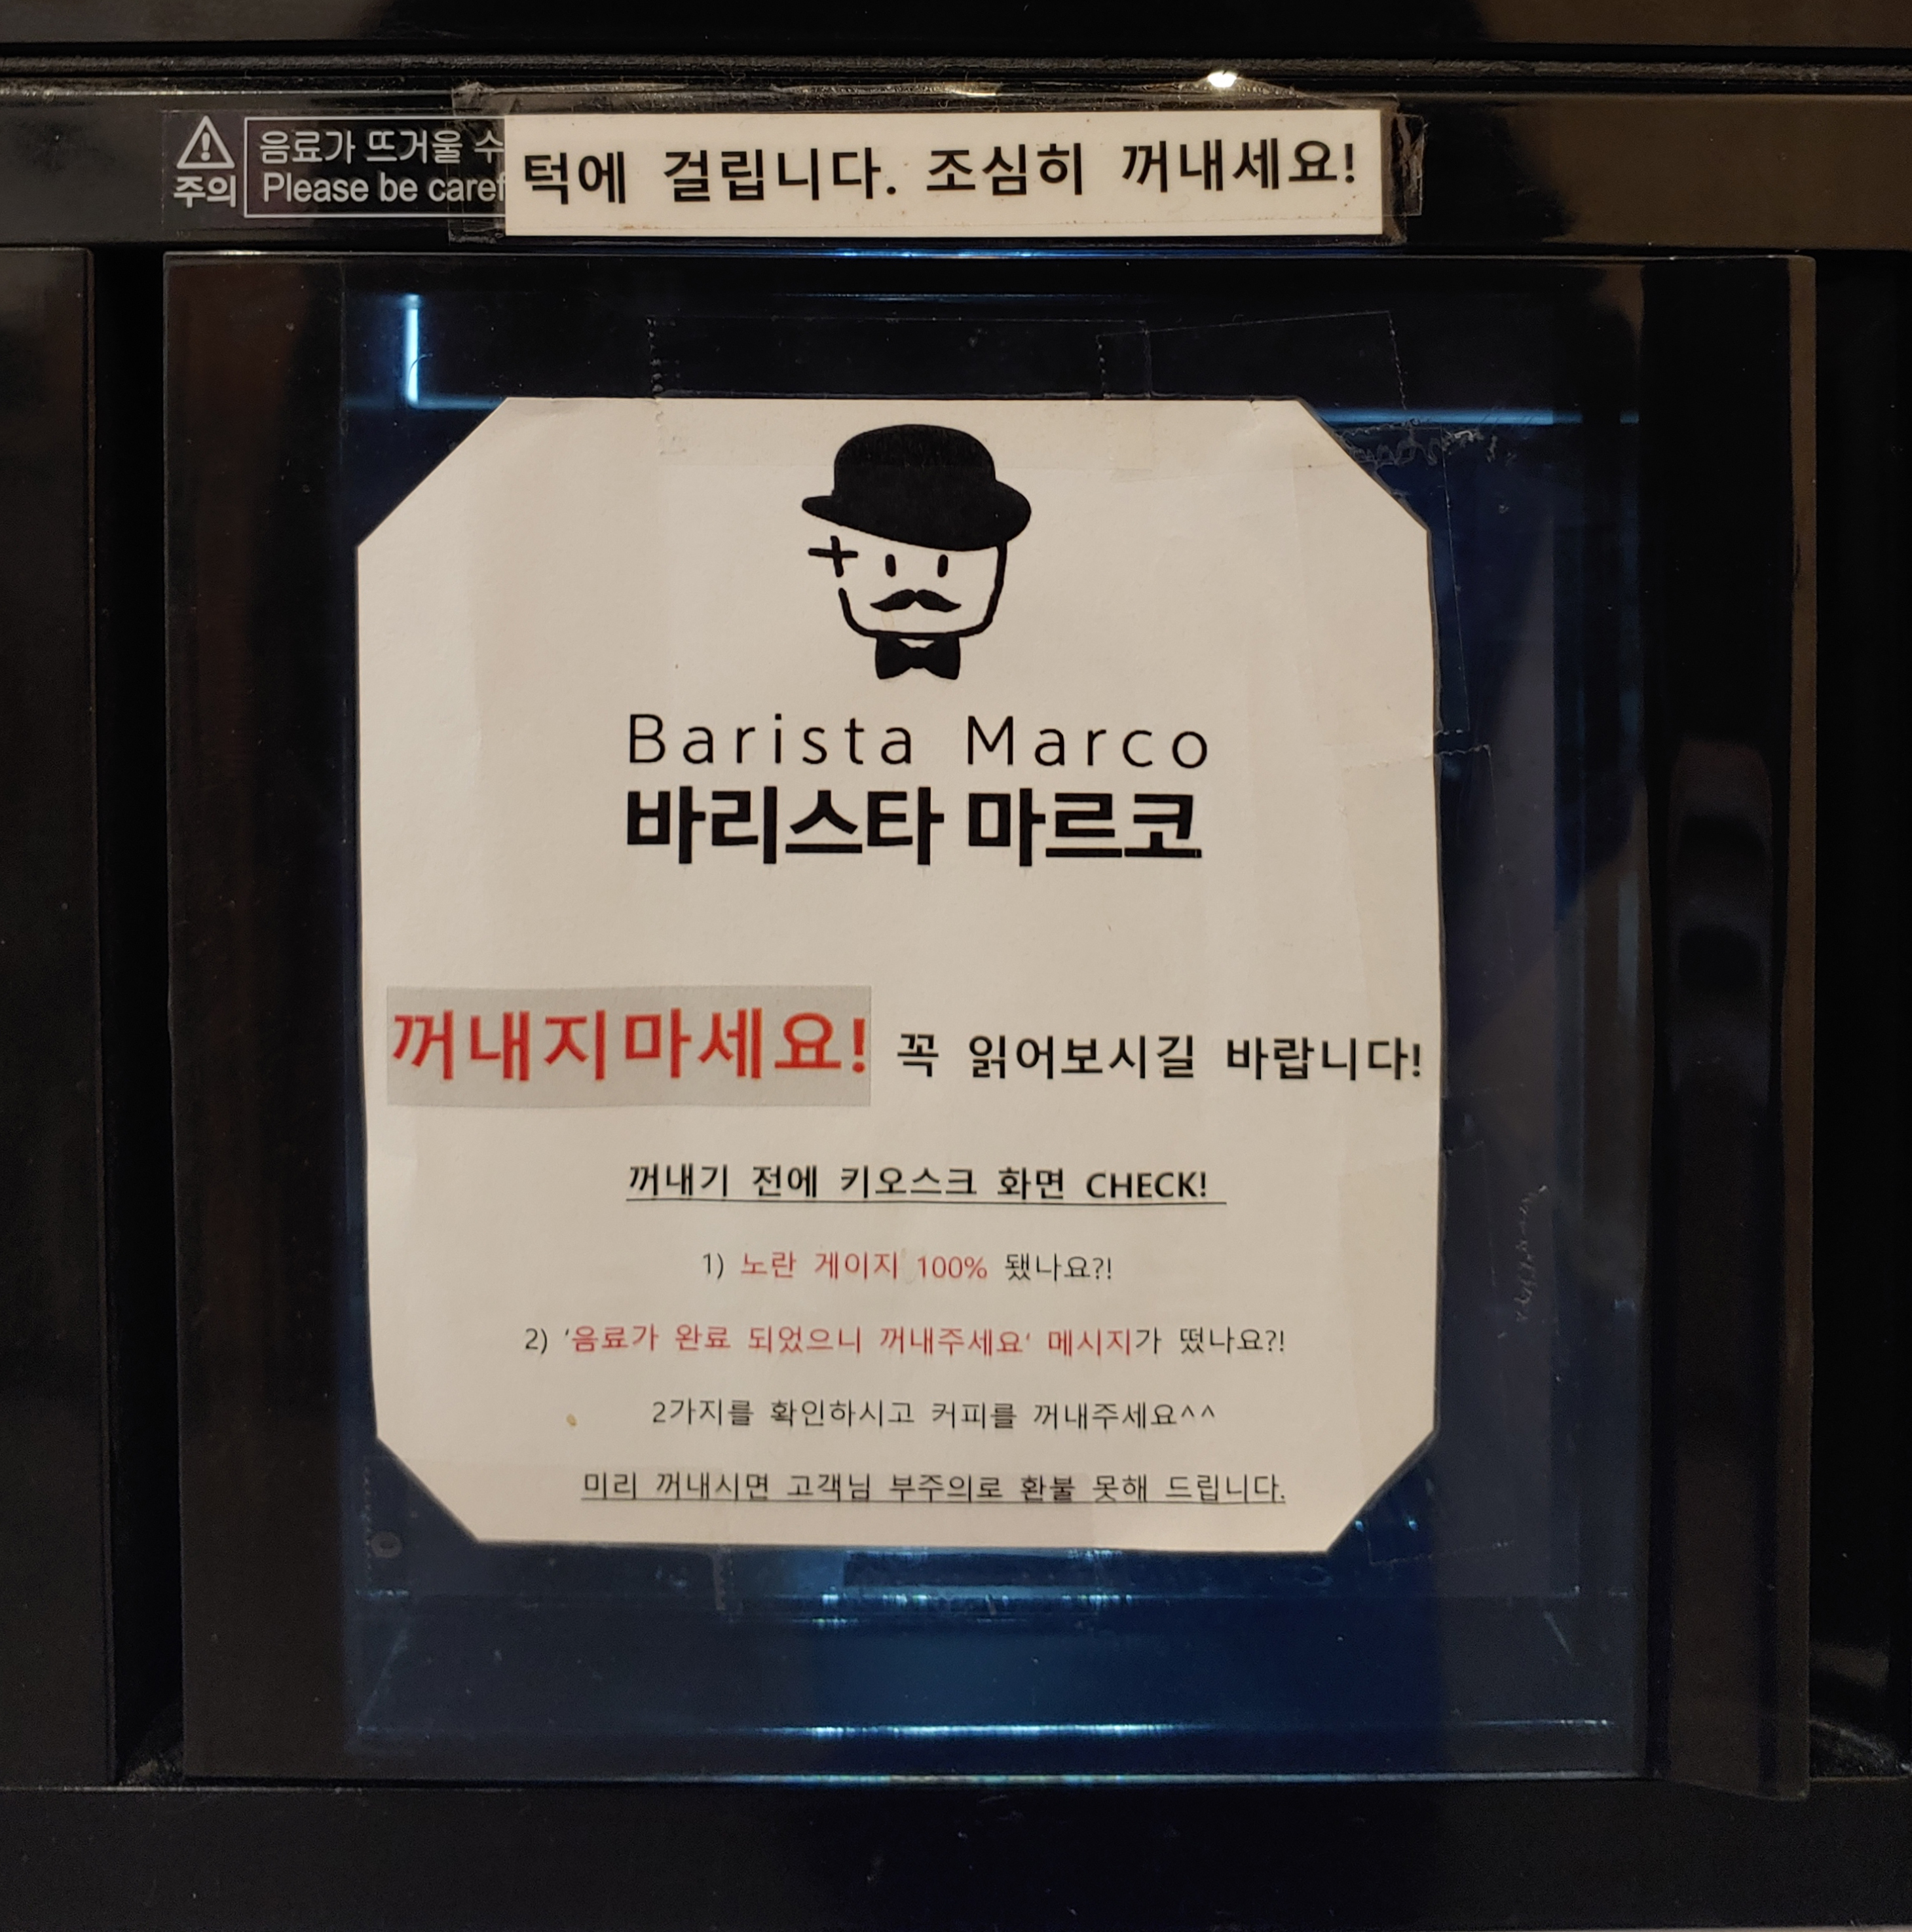 음료가 뜨거울 수
주의 Please be caref
턱에 걸립니다. 조심히 꺼내세요!
Barista Marco
바리스타 마르코
꺼내지마세요! 꼭 읽어보시길 바랍니다!
꺼내기 전에 키오스크 화면 CHECK!
1) 노란 게이지 100% 됐나요?!
2) '음료가 완료 되었으니 꺼내주세요' 메시지가 떴나요?!
2가지를 확인하시고 커피를 꺼내주세요^^
미리 꺼내시면 고객님 부주의로 환불 못해 드립니다.